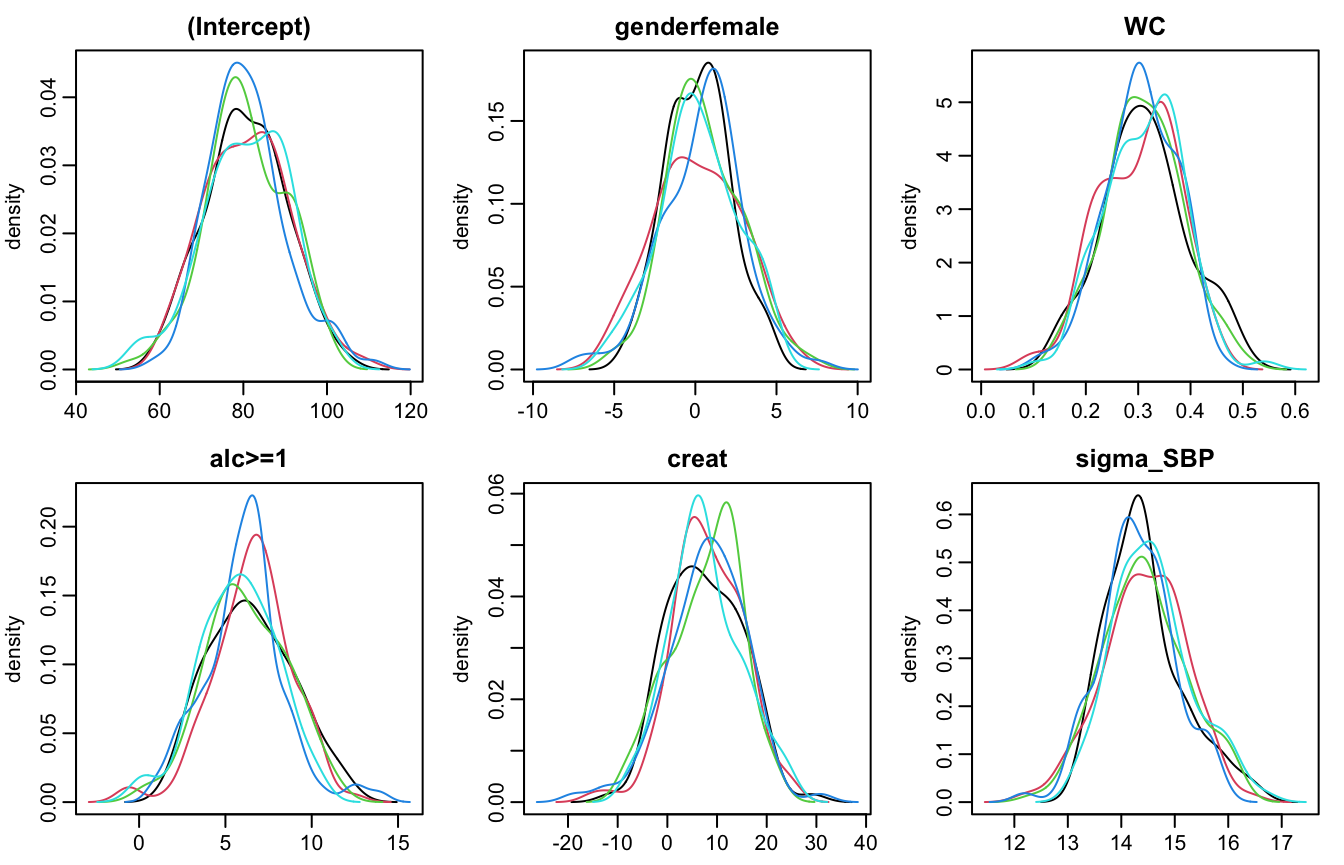 (Intercept)
density
0.00 0.01 0.02 0.03 0.04
40 60 80 100 120
genderfemale
density
0.00 0.05 0.10 0.15
-10 -5 0 5 10
WC
density
0 1 2 3 4 5
0.0 0.1 0.2 0.3 0.4 0.5 0.6
alc>=1
density
0.00 0.05 0.10 0.15 0.20
0 5 10 15
creat
density
0.00 0.02 0.04 0.06
-20 -10 0 10 20 30 40
sigma_SBP
density
0.0 0.1 0.2 0.3 0.4 0.5 0.6
12 13 14 15 16 17